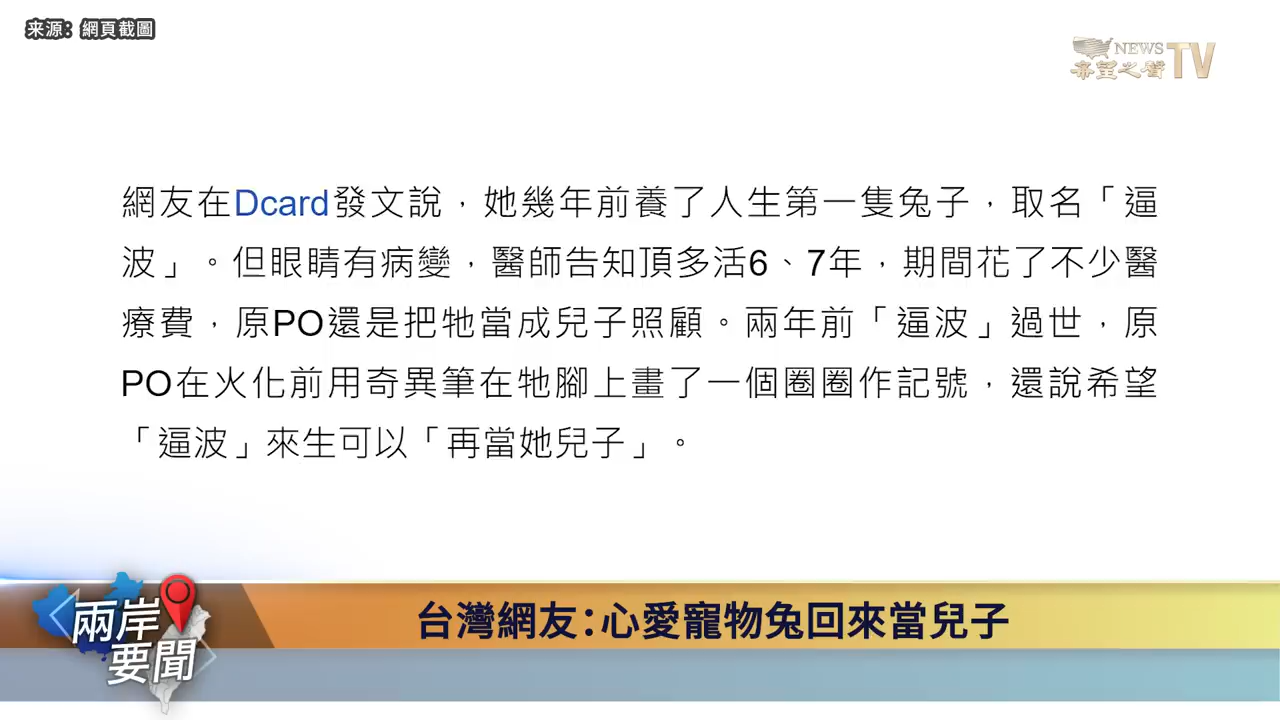 来源：網頁截圖
NEWS
希望之聲TV
網友在Dcard發文說，她幾年前養了人生第一隻兔子，取名「逼
波」。但眼睛有病變，醫師告知頂多活6、7年，期間花了不少醫
療費，原PO還是把牠當成兒子照顧。兩年前「逼波」過世，原
PO在火化前用奇異筆在牠腳上畫了一個圈圈作記號，還說希望
「逼波」來生可以「再當她兒子」。
台灣網友：心愛寵物兔回來當兒子
兩岸
要聞